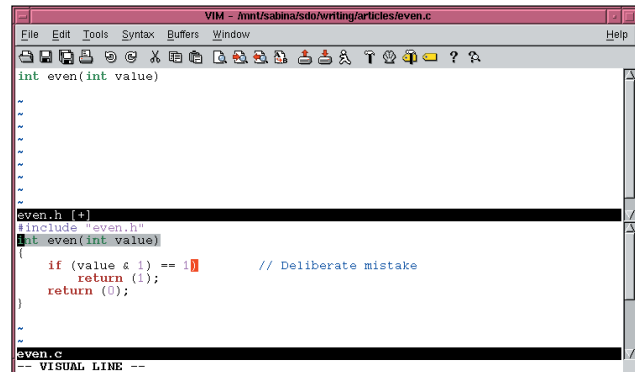 VIM - /mnt/sabina/sdo/writing/articles/even.c
File Edit Tools Syntax Buffers Window Help
int even(int value)
~
~
~
~
~
~
~
~
~
even.h [+]
#include "even.h"
int even(int value)
{
    if (value & 1) == 1)        // Deliberate mistake
        return (1);
    return (0);
}
~
~
even.c
-- VISUAL LINE --